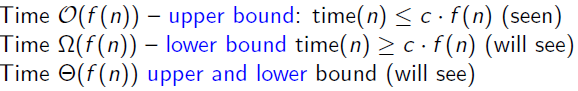 Time 𝒪(f(n)) – upper bound: time(n) ≤ c · f(n) (seen)
Time Ω(f(n)) – lower bound time(n) ≥ c · f(n) (will see)
Time Θ(f(n)) upper and lower bound (will see)